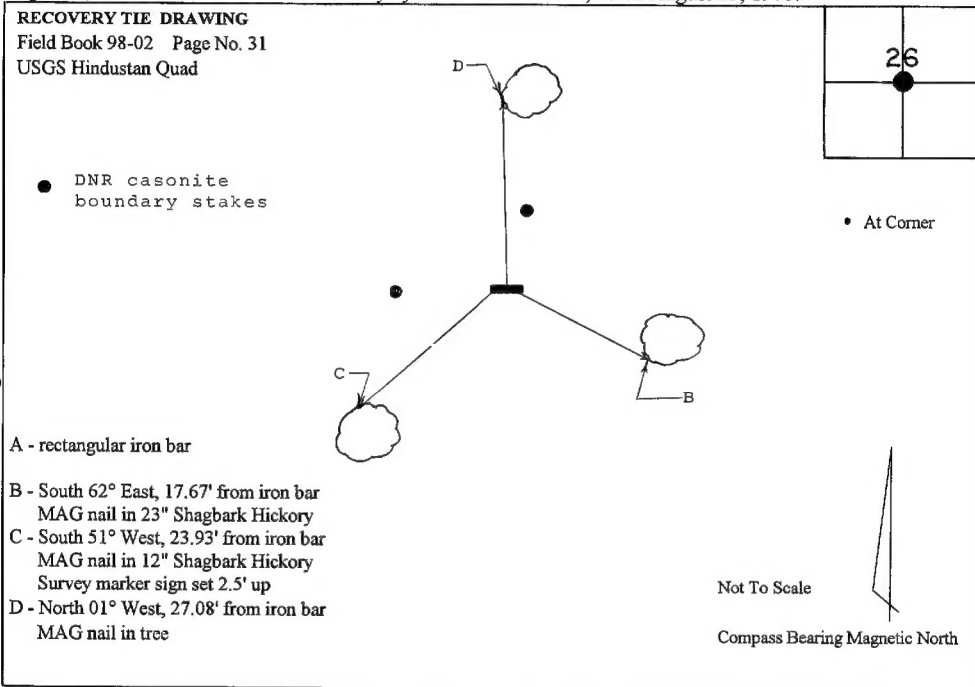 RECOVERY TIE DRAWING
Field Book 98-02 Page No. 31
USGS Hindustan Quad
D
26
DNR casonite
boundary stakes
At Corner
C
B
A - rectangular iron bar
B - South 62° East, 17.67' from iron bar
MAG nail in 23" Shagbark Hickory
C - South 51° West, 23.93' from iron bar
MAG nail in 12" Shagbark Hickory
Survey marker sign set 2.5' up
D - North 01° West, 27.08' from iron bar
MAG nail in tree
Not To Scale
Compass Bearing Magnetic North